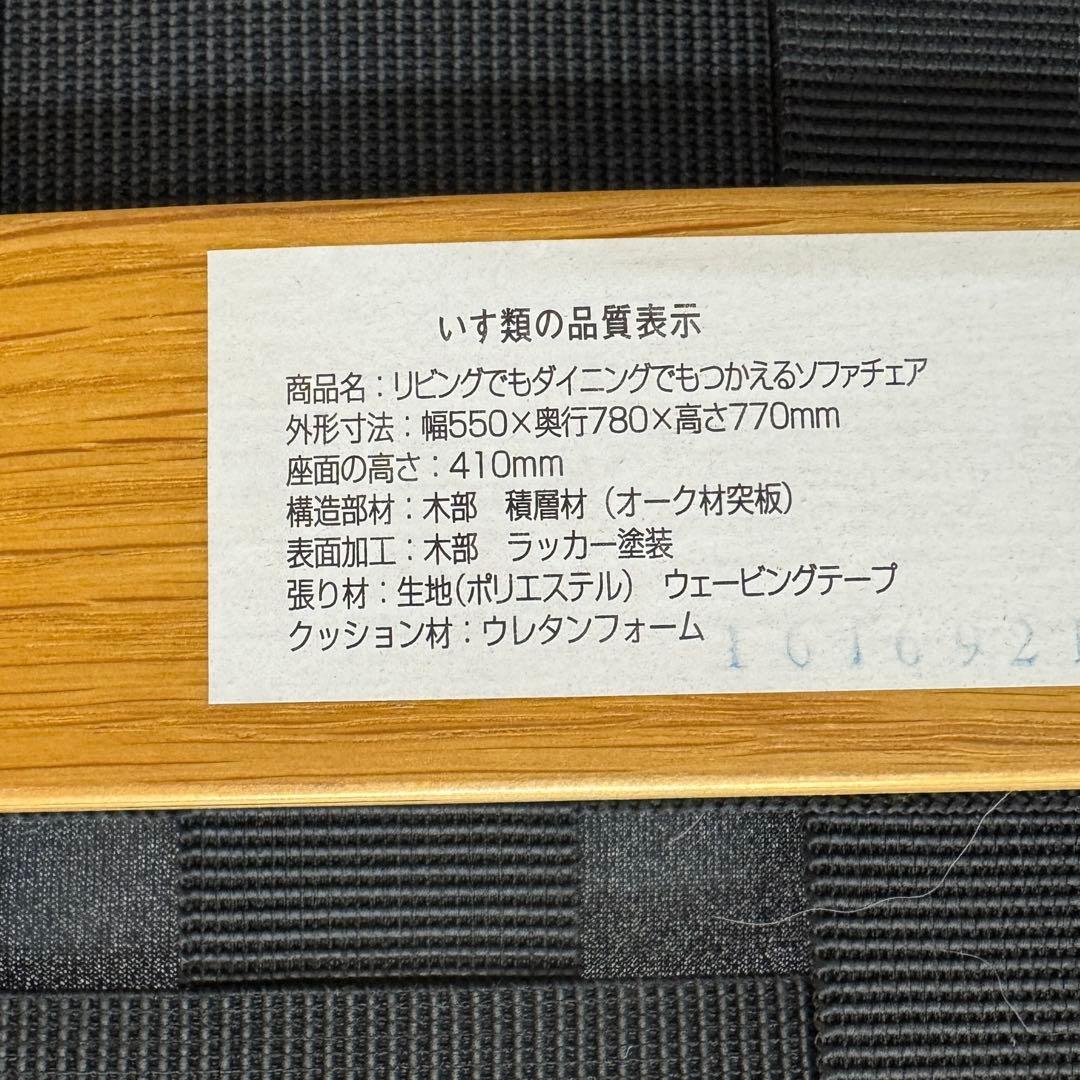 いす類の品質表示
商品名：リビングでもダイニングでもつかえるソファチェア
外形寸法：幅550×奥行780×高さ770mm
座面の高さ：410mm
構造部材：木部　積層材（オーク材突板）
表面加工：木部　ラッカー塗装
張り材：生地(ポリエステル)　ウェービングテープ
クッション材：ウレタンフォーム